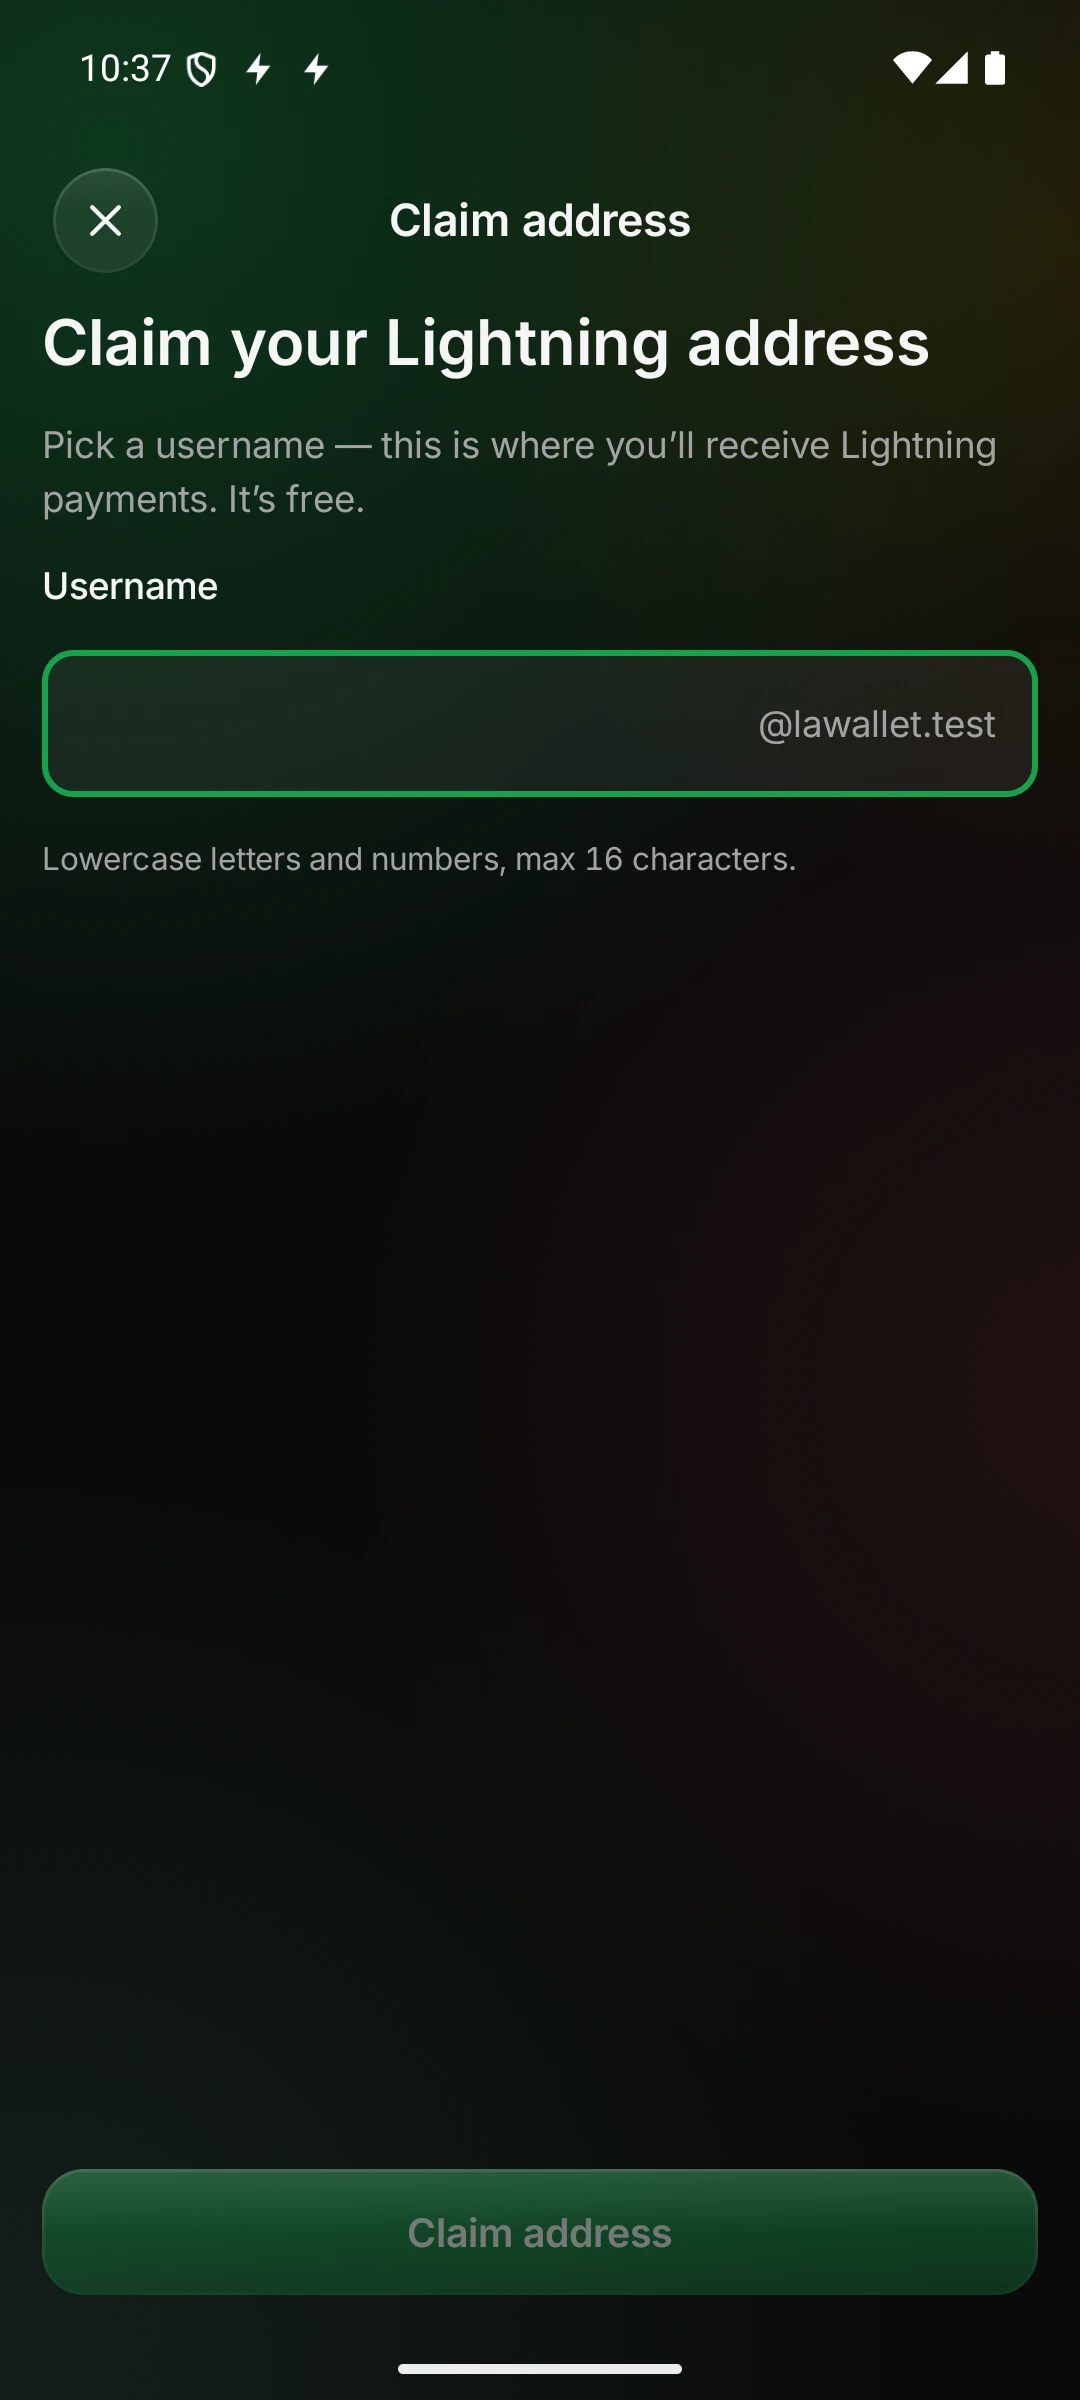 10:37
Claim address
Claim your Lightning address
Pick a username — this is where you’ll receive Lightning
payments. It’s free.
Username
@lawallet.test
Lowercase letters and numbers, max 16 characters.
Claim address